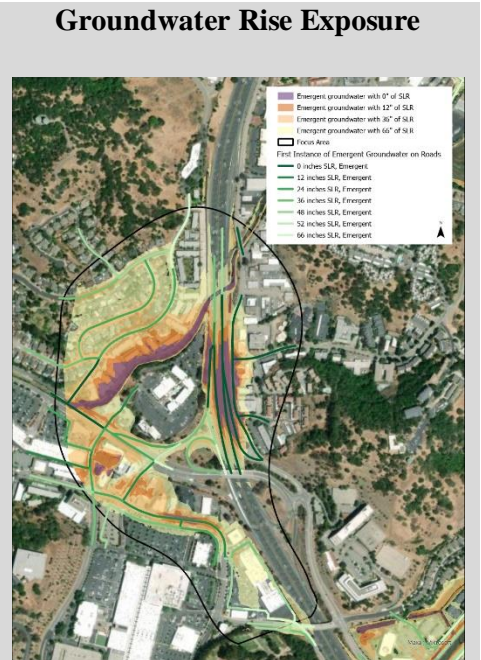 Groundwater Rise Exposure
Emergent groundwater with 0" of SLR
Emergent groundwater with 12" of SLR
Emergent groundwater with 36" of SLR
Emergent groundwater with 66" of SLR
Focus Area
First Instance of Emergent Groundwater on Roads
0 inches SLR, Emergent
12 inches SLR, Emergent
24 inches SLR, Emergent
36 inches SLR, Emergent
48 inches SLR, Emergent
52 inches SLR, Emergent
66 inches SLR, Emergent